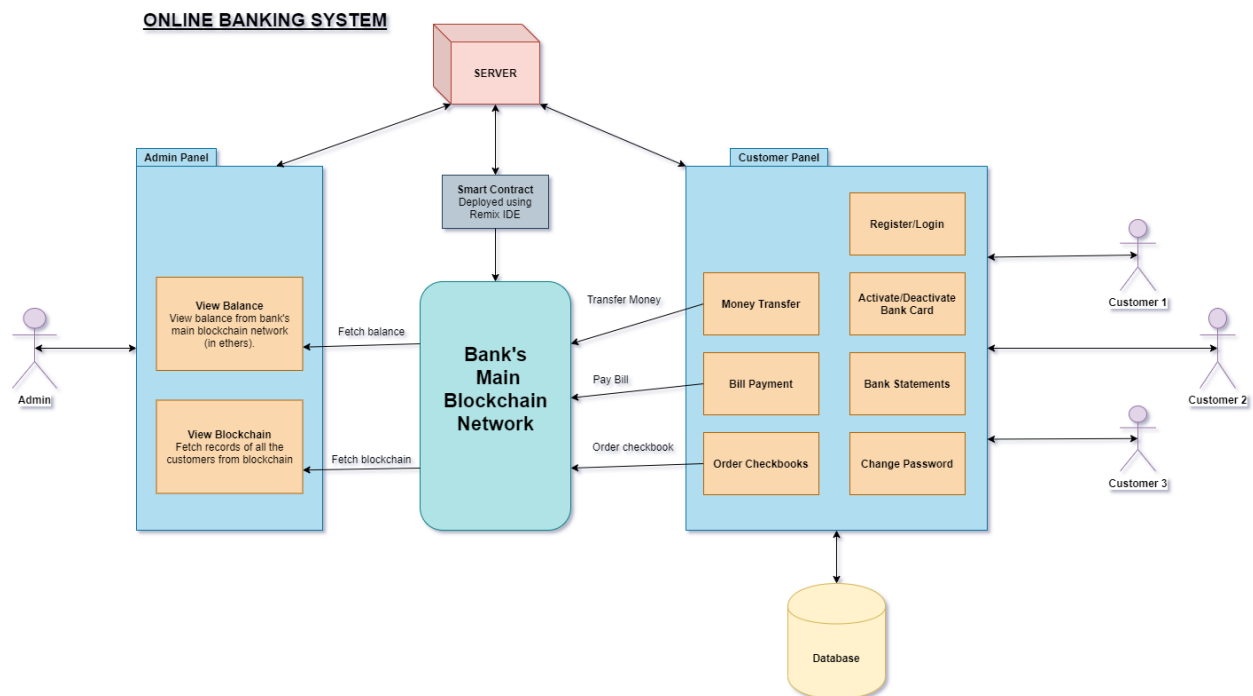 ONLINE BANKING SYSTEM
SERVER
Admin Panel
Customer Panel
Smart Contract
Deployed using
Remix IDE
Register/Login
View Balance
View balance from bank's
main blockchain network
(in ethers).
Fetch balance
Transfer Money
Money Transfer
Activate/Deactivate
Bank Card
Customer 1
Bank's
Main
Blockchain
Network
Pay Bill
Bill Payment
Bank Statements
Admin
Customer 2
View Blockchain
Fetch records of all the
customers from blockchain
Fetch blockchain
Order checkbook
Order Checkbooks
Change Password
Customer 3
Database